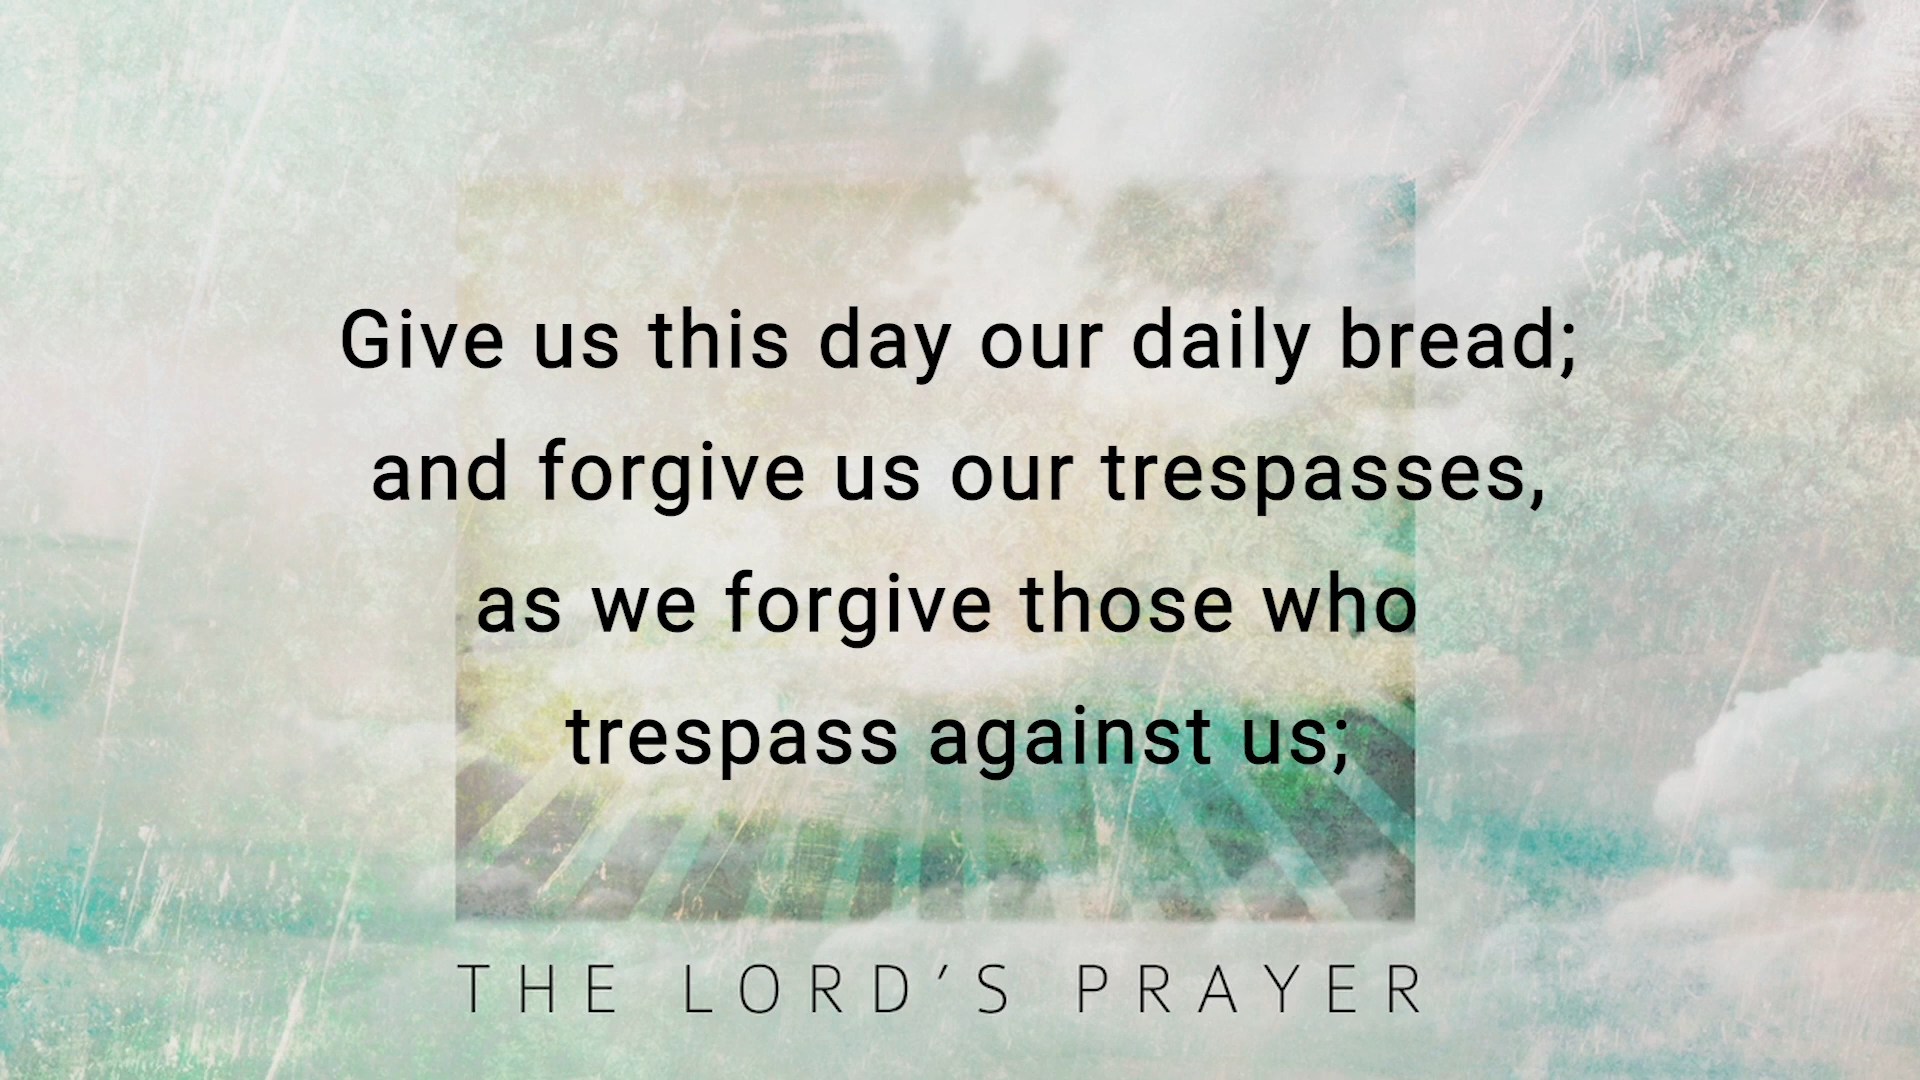 Give us this day our daily bread;
and forgive us our trespasses,
as we forgive those who
trespass against us;
THE LORD’S PRAYER